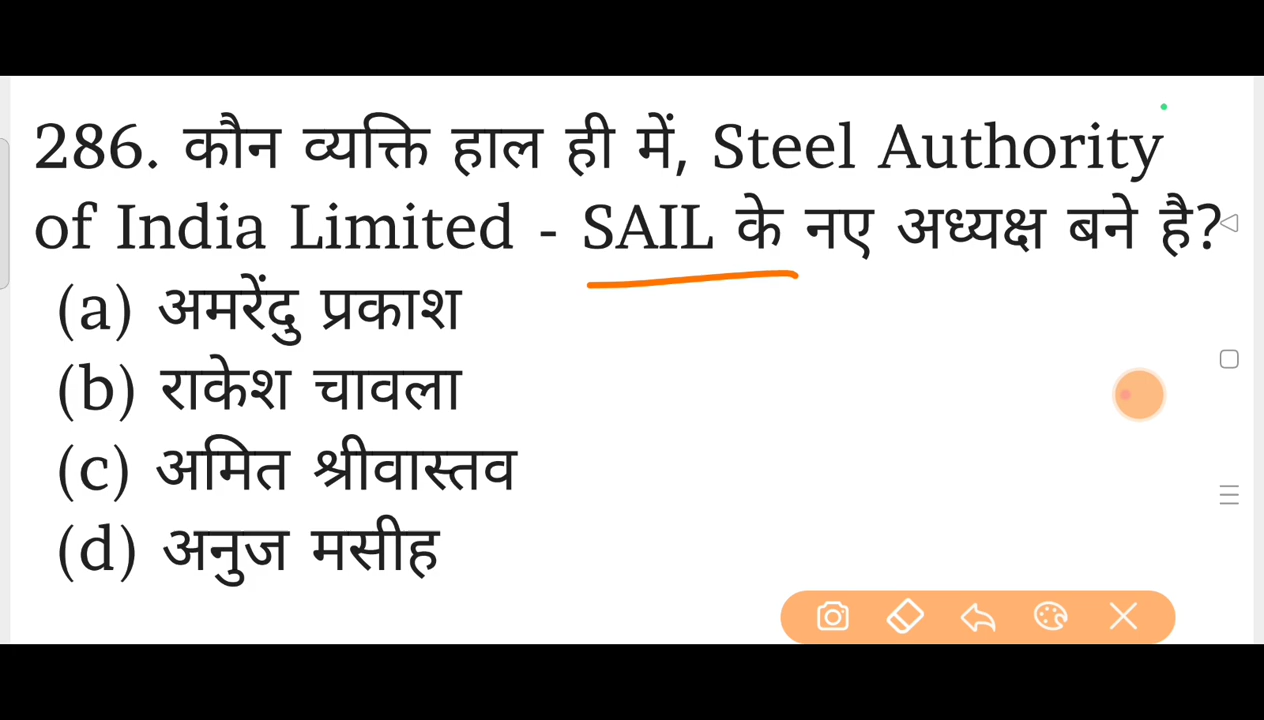 286. कौन व्यक्ति हाल ही में, Steel Authority
of India Limited - SAIL के नए अध्यक्ष बने है?
(a) अमरेंदु प्रकाश
(b) राकेश चावला
(c) अमित श्रीवास्तव
(d) अनुज मसीह